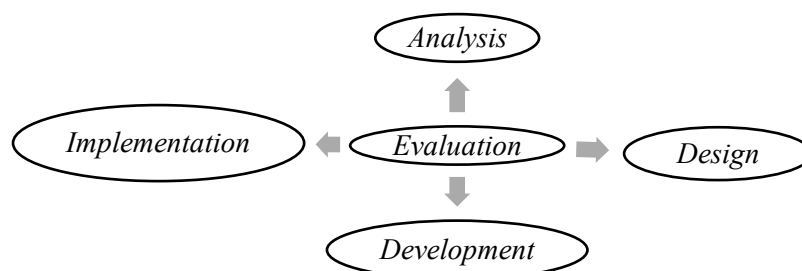 Analysis
Implementation
Evaluation
Design
Development